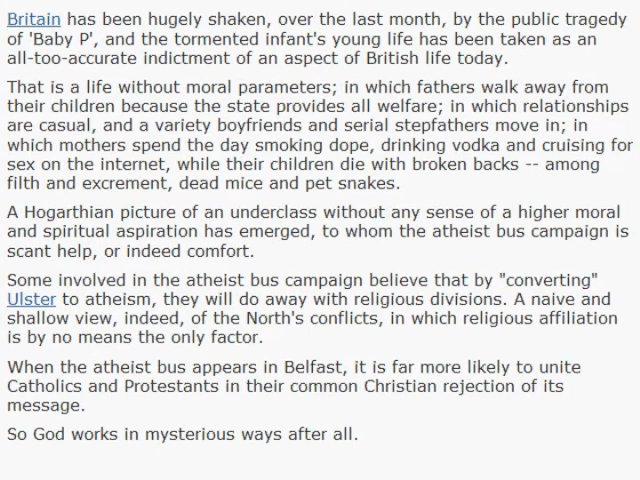 Britain has been hugely shaken, over the last month, by the public tragedy
of 'Baby P', and the tormented infant's young life has been taken as an
all-too-accurate indictment of an aspect of British life today.
That is a life without moral parameters; in which fathers walk away from
their children because the state provides all welfare; in which relationships
are casual, and a variety boyfriends and serial stepfathers move in; in
which mothers spend the day smoking dope, drinking vodka and cruising for
sex on the internet, while their children die with broken backs -- among
filth and excrement, dead mice and pet snakes.
A Hogarthian picture of an underclass without any sense of a higher moral
and spiritual aspiration has emerged, to whom the atheist bus campaign is
scant help, or indeed comfort.
Some involved in the atheist bus campaign believe that by "converting"
Ulster to atheism, they will do away with religious divisions. A naive and
shallow view, indeed, of the North's conflicts, in which religious affiliation
is by no means the only factor.
When the atheist bus appears in Belfast, it is far more likely to unite
Catholics and Protestants in their common Christian rejection of its
message.
So God works in mysterious ways after all.